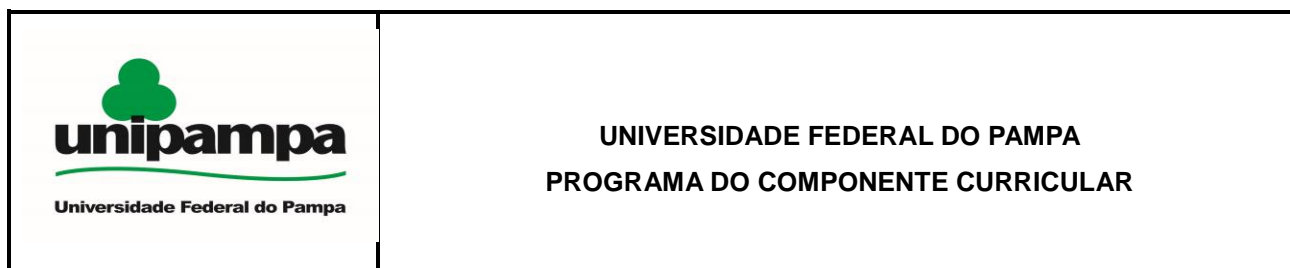 unipampa
Universidade Federal do Pampa
UNIVERSIDADE FEDERAL DO PAMPA
PROGRAMA DO COMPONENTE CURRICULAR